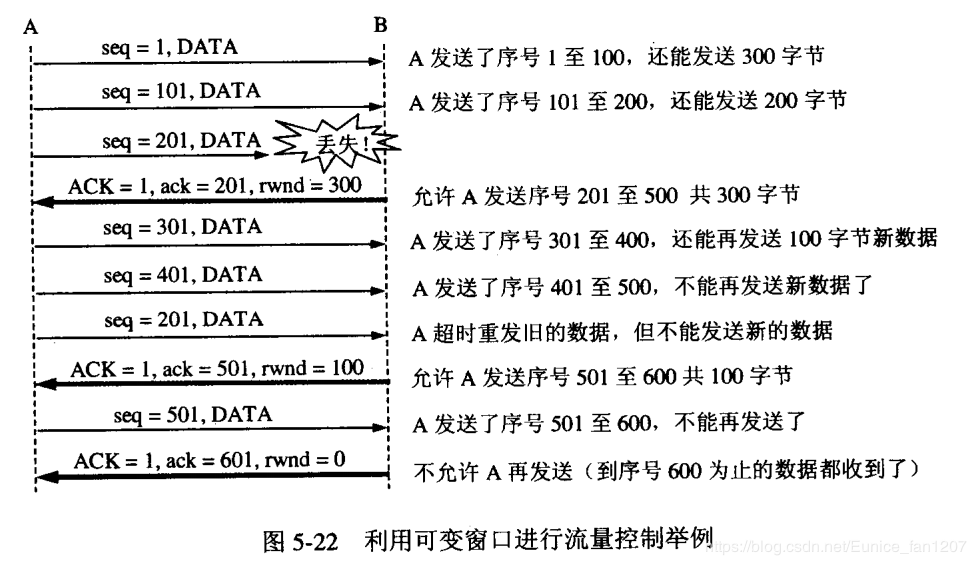 A B
seq = 1, DATA A 发送了序号 1 至 100，还能发送 300 字节
seq = 101, DATA A 发送了序号 101 至 200，还能发送 200 字节
seq = 201, DATA 丢失！
ACK = 1, ack = 201, rwnd = 300 允许 A 发送序号 201 至 500 共 300 字节
seq = 301, DATA A 发送了序号 301 至 400，还能再发送 100 字节新数据
seq = 401, DATA A 发送了序号 401 至 500，不能再发送新数据了
seq = 201, DATA A 超时重发旧的数据，但不能发送新的数据
ACK = 1, ack = 501, rwnd = 100 允许 A 发送序号 501 至 600 共 100 字节
seq = 501, DATA A 发送了序号 501 至 600，不能再发送了
ACK = 1, ack = 601, rwnd = 0 不允许 A 再发送（到序号 600 为止的数据都收到了）
图 5-22 利用可变窗口进行流量控制举例
https://blog.csdn.net/Eunice_fan1207